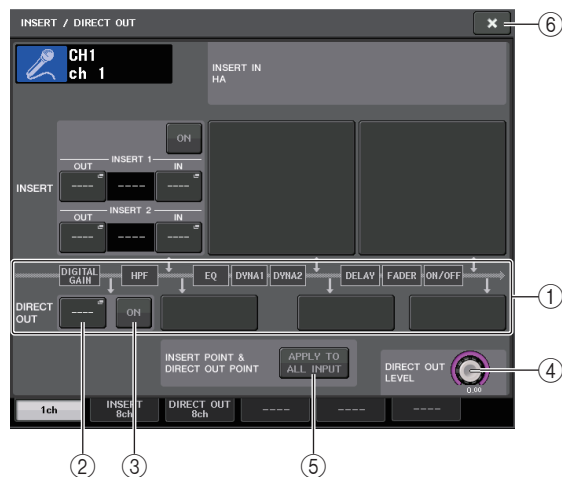 INSERT / DIRECT OUT
×
⑥
CH1
ch 1
INSERT IN
HA
ON
INSERT 1
OUT
IN
INSERT
----
----
----
INSERT 2
OUT
IN
----
----
----
DIGITAL
GAIN
HPF
EQ
DYNA1
DYNA2
DELAY
FADER
ON/OFF
①
DIRECT
OUT
----
ON
INSERT POINT &
DIRECT OUT POINT
APPLY TO
ALL INPUT
DIRECT OUT
LEVEL
0.00
④
1ch
INSERT
8ch
DIRECT OUT
8ch
----
----
----
②
③
⑤